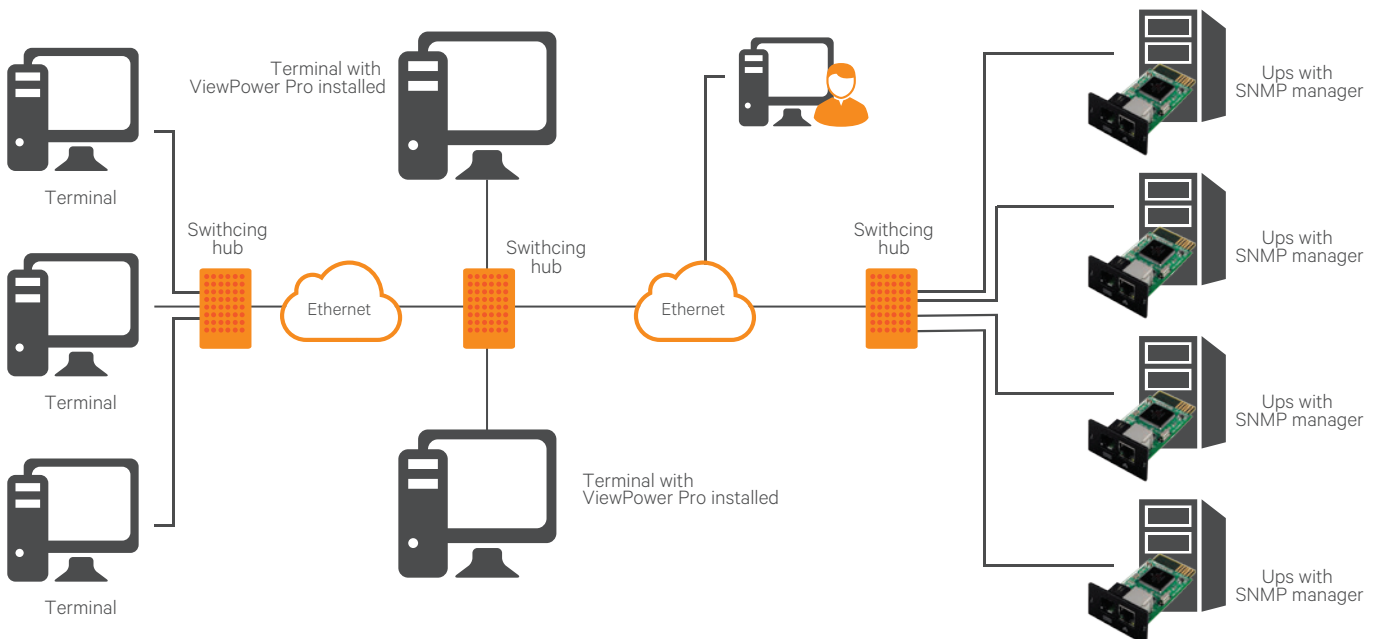 Terminal with
ViewPower Pro installed
Ups with
SNMP manager
Terminal
Swithcing
hub
Swithcing
hub
Swithcing
hub
Ups with
SNMP manager
Ethernet
Ethernet
Terminal
Ups with
SNMP manager
Terminal with
ViewPower Pro installed
Ups with
SNMP manager
Terminal